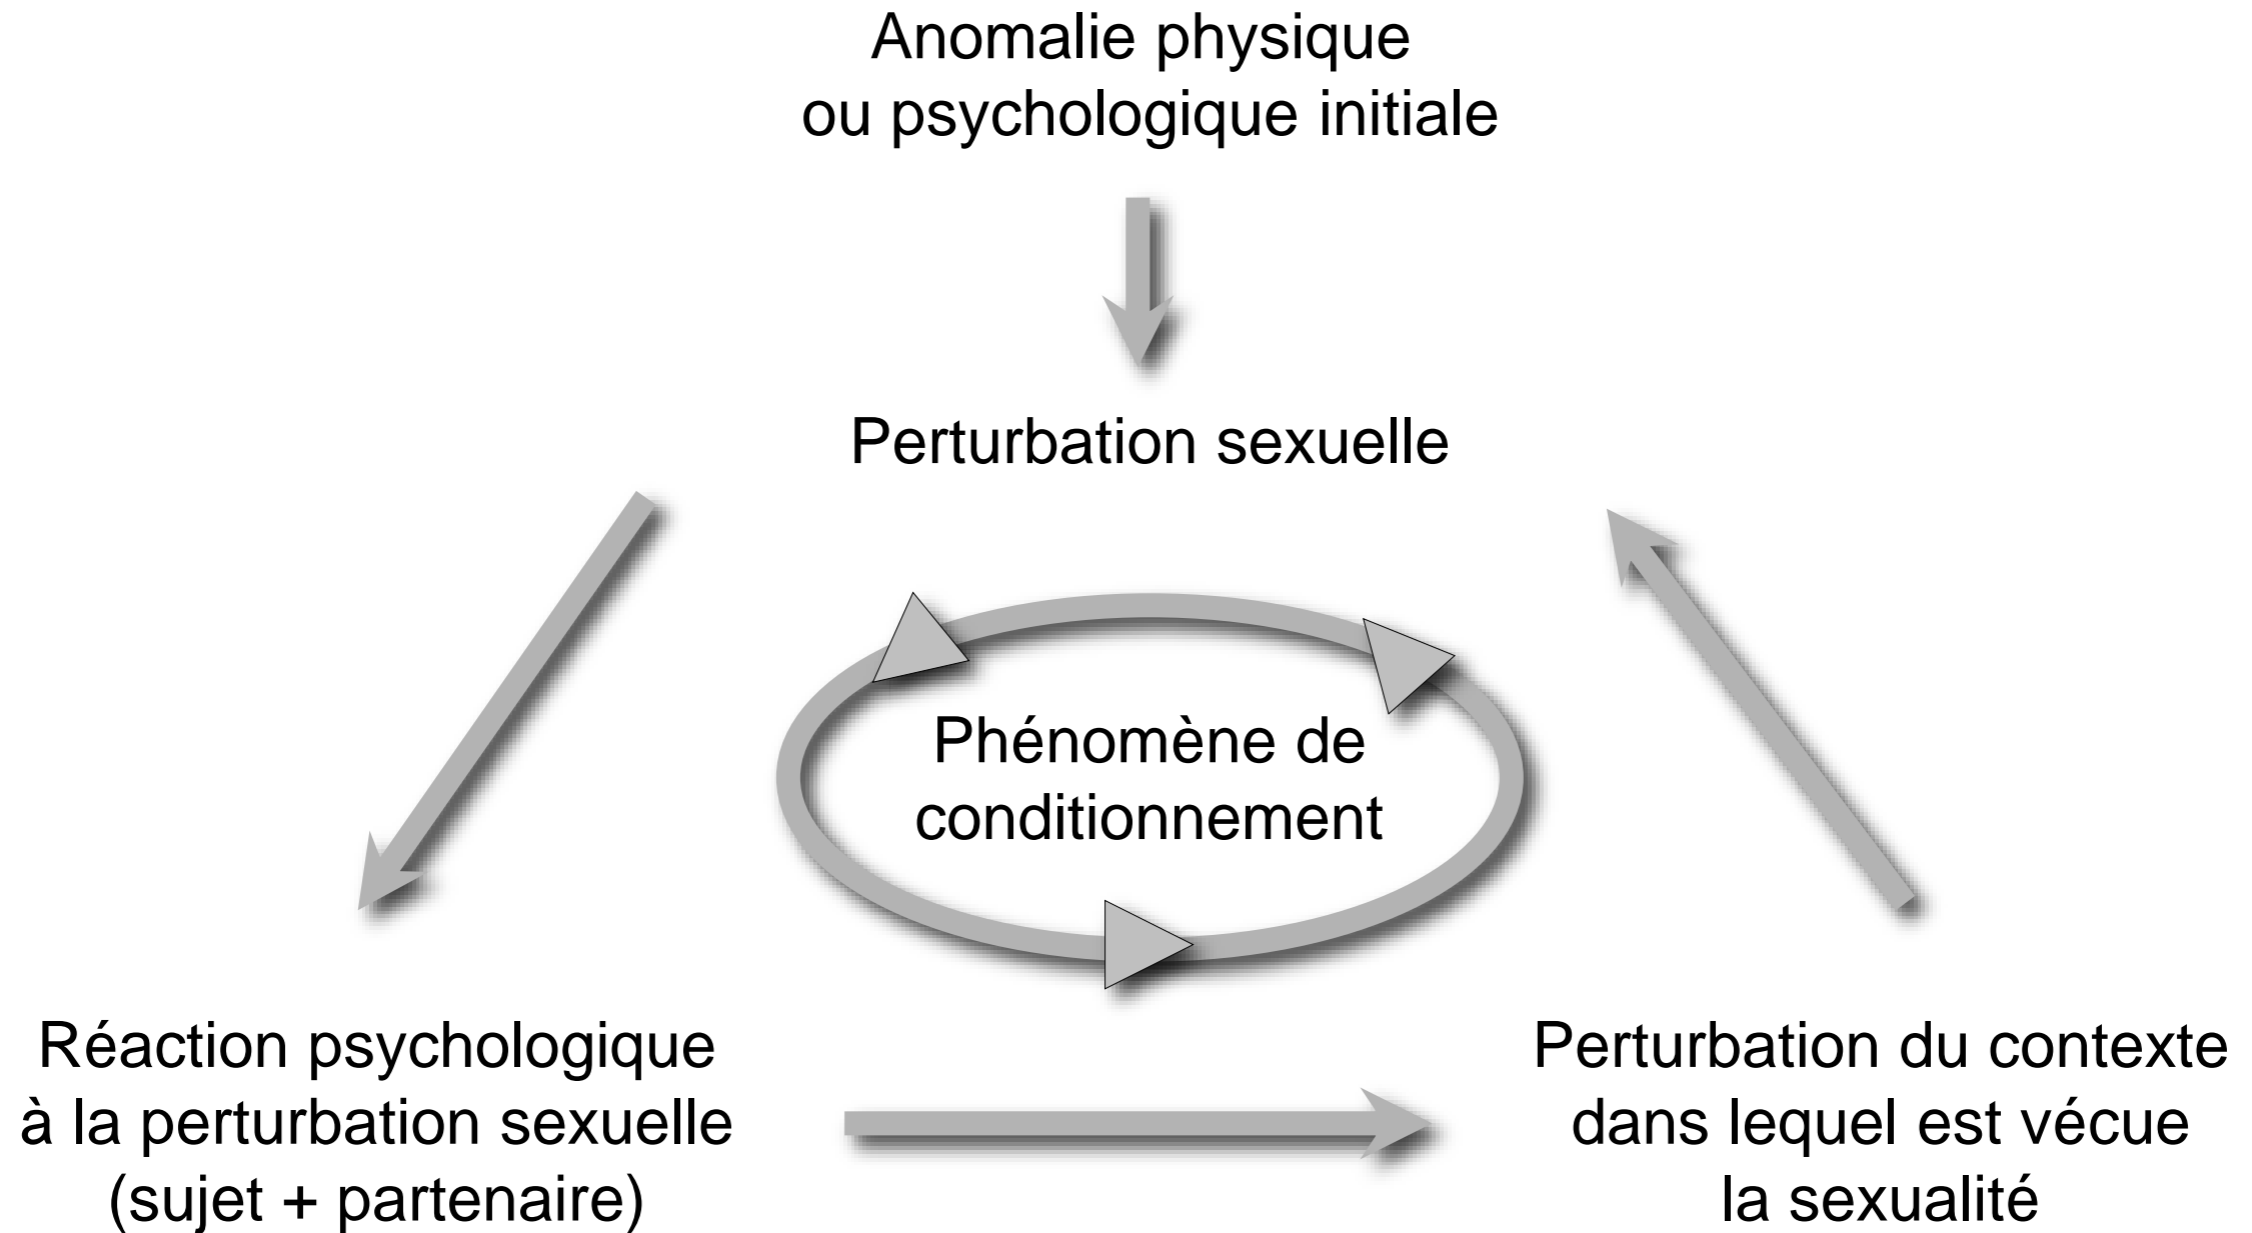 Anomalie physique
ou psychologique initiale
Perturbation sexuelle
Phénomène de
conditionnement
Réaction psychologique
à la perturbation sexuelle
(sujet + partenaire)
Perturbation du contexte
dans lequel est vécue
la sexualité